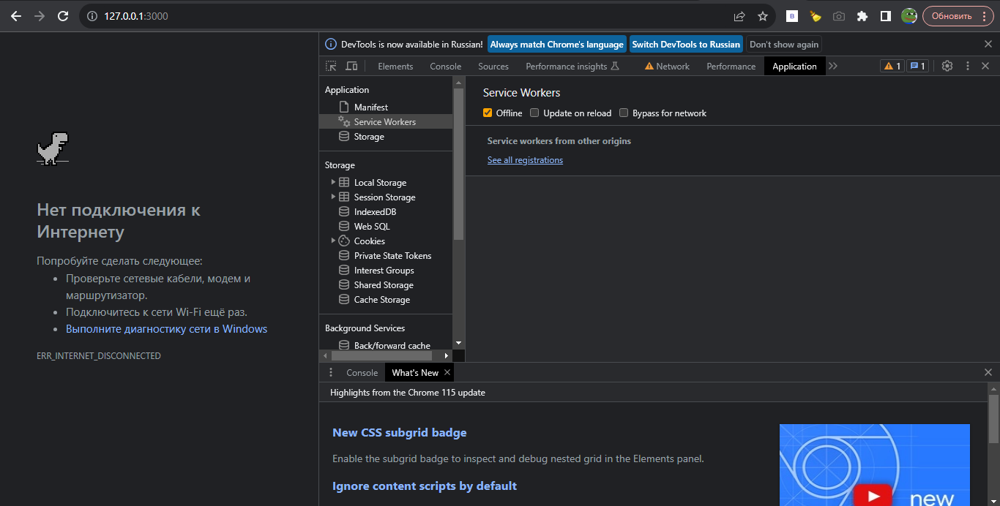 127.0.0.1:3000
B
Обновить
DevTools is now available in Russian!
Always match Chrome's language
Switch DevTools to Russian
Don't show again
Elements
Console
Sources
Performance insights
Network
Performance
Application
1
1
Application
Manifest
Service Workers
Storage
Storage
Local Storage
Session Storage
IndexedDB
Web SQL
Cookies
Private State Tokens
Interest Groups
Shared Storage
Cache Storage
Background Services
Back/forward cache
Service Workers
Offline
Update on reload
Bypass for network
Service workers from other origins
See all registrations
Нет подключения к
Интернету
Попробуйте сделать следующее:
Проверьте сетевые кабели, модем и
маршрутизатор.
Подключитесь к сети Wi-Fi ещё раз.
Выполните диагностику сети в Windows
ERR_INTERNET_DISCONNECTED
Console
What's New
Highlights from the Chrome 115 update
New CSS subgrid badge
Enable the subgrid badge to inspect and debug nested grid in the Elements panel.
Ignore content scripts by default
new